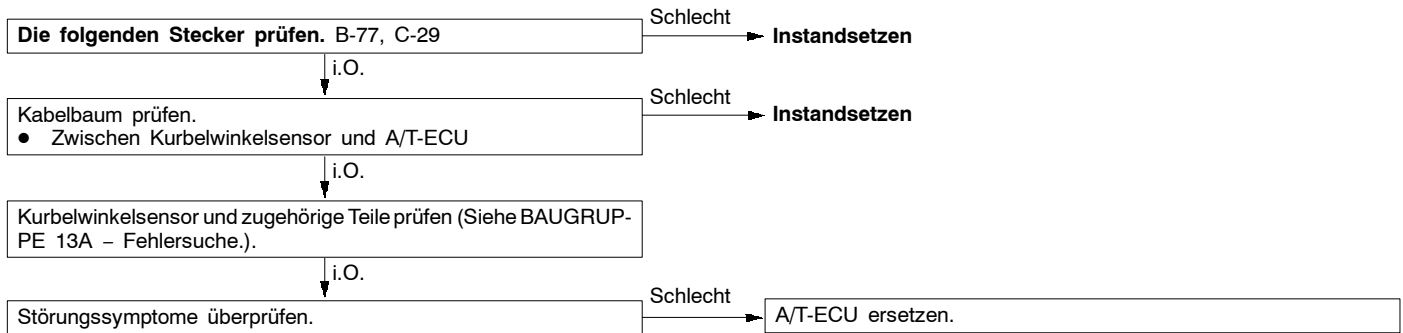 Die folgenden Stecker prüfen. B-77, C-29
Schlecht
Instandsetzen
i.O.
Kabelbaum prüfen.
● Zwischen Kurbelwinkelsensor und A/T-ECU
Schlecht
Instandsetzen
i.O.
Kurbelwinkelsensor und zugehörige Teile prüfen (Siehe BAUGRUP-
PE 13A – Fehlersuche.).
i.O.
Störungssymptome überprüfen.
Schlecht
A/T-ECU ersetzen.